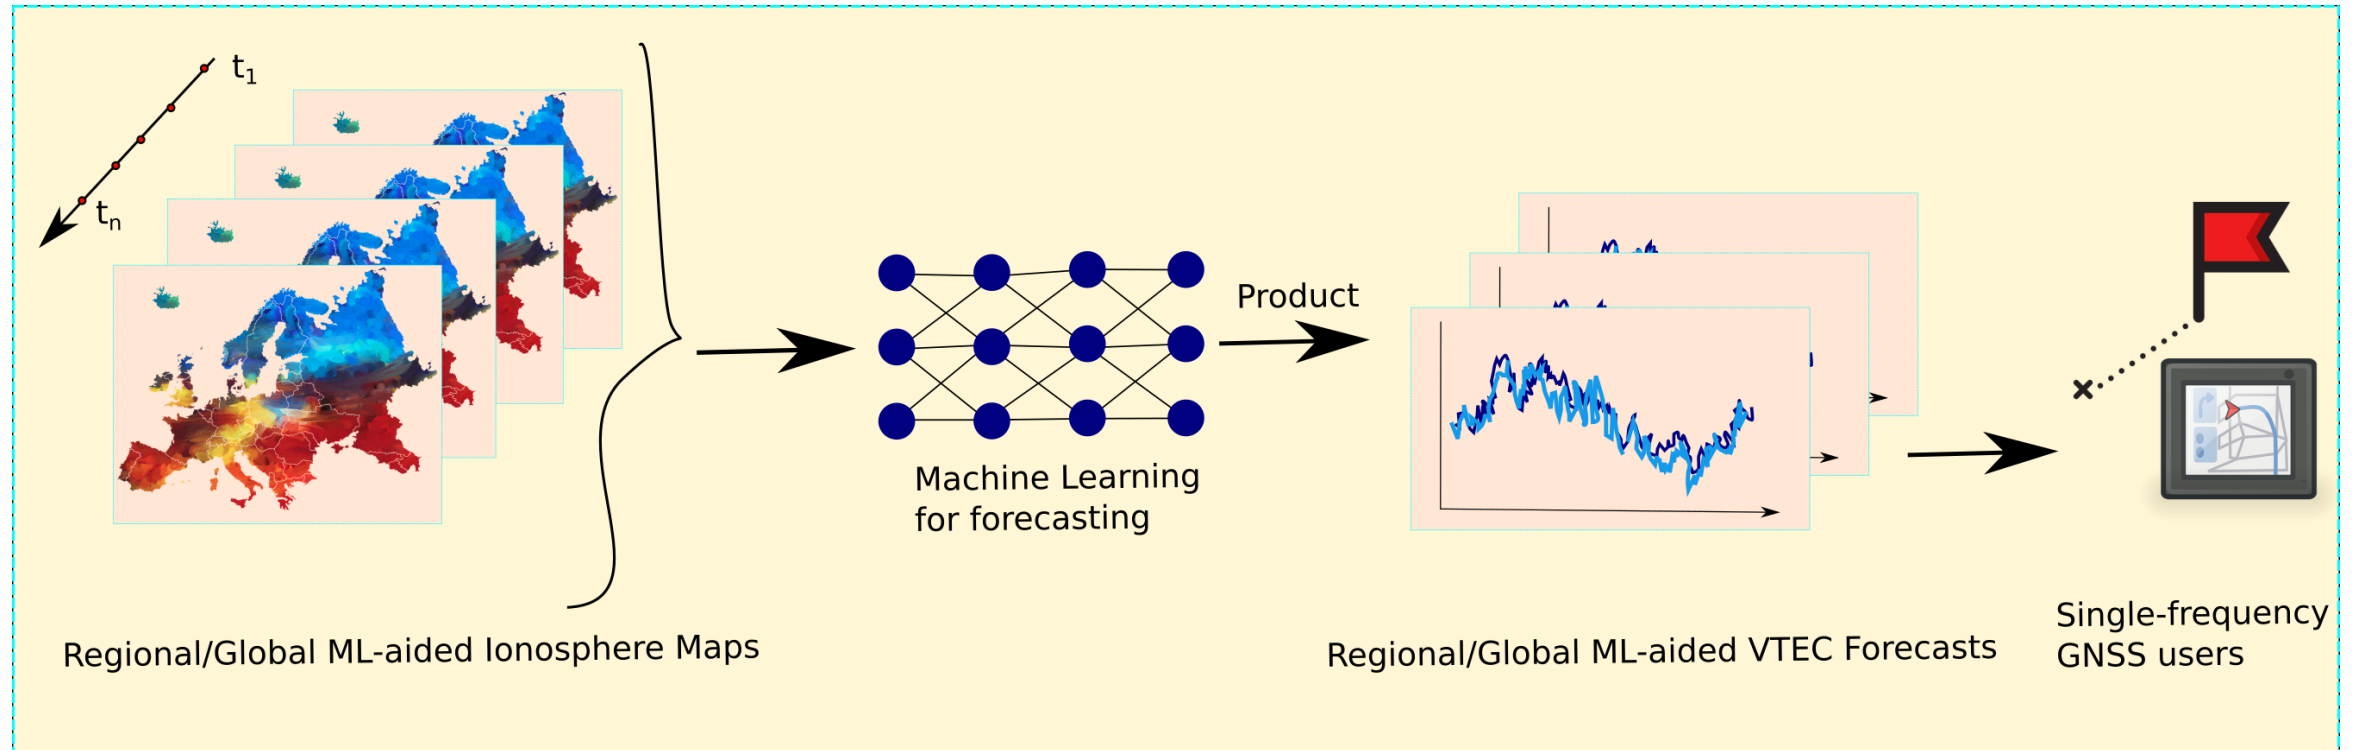 t1
tn
Product
Machine Learning
for forecasting
Regional/Global ML-aided Ionosphere Maps
Regional/Global ML-aided VTEC Forecasts
Single-frequency
GNSS users